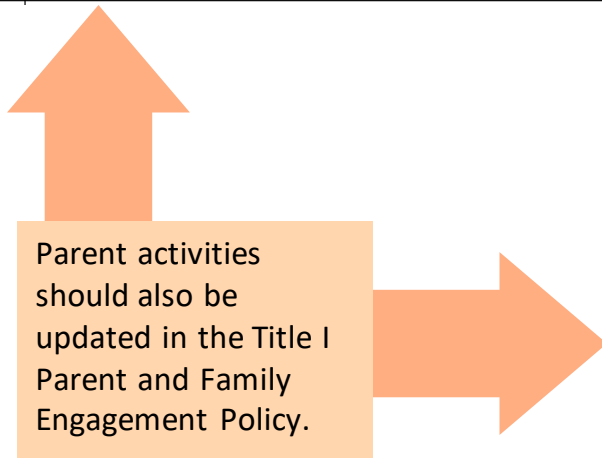 Parent activities
should also be
updated in the Title I
Parent and Family
Engagement Policy.